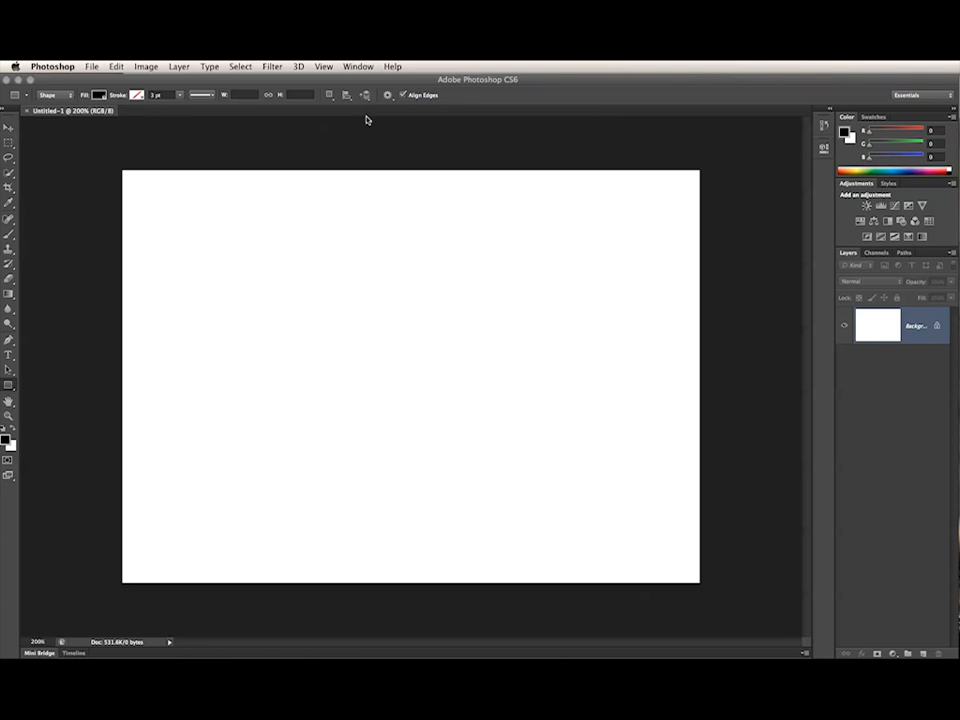 Photoshop File Edit Image Layer Type Select Filter 3D View Window Help
Adobe Photoshop CS6
Shape Fill: Stroke: 3 pt W: H: Align Edges Essentials
Untitled-1 @ 200% (RGB/8)
Color Swatches
R 0
G 0
B 0
Adjustments Styles
Add an adjustment
Layers Channels Paths
Kind
Normal Opacity:
Lock: Fill:
Backgr...
200% Doc: 531.6K/0 bytes
Mini Bridge Timeline